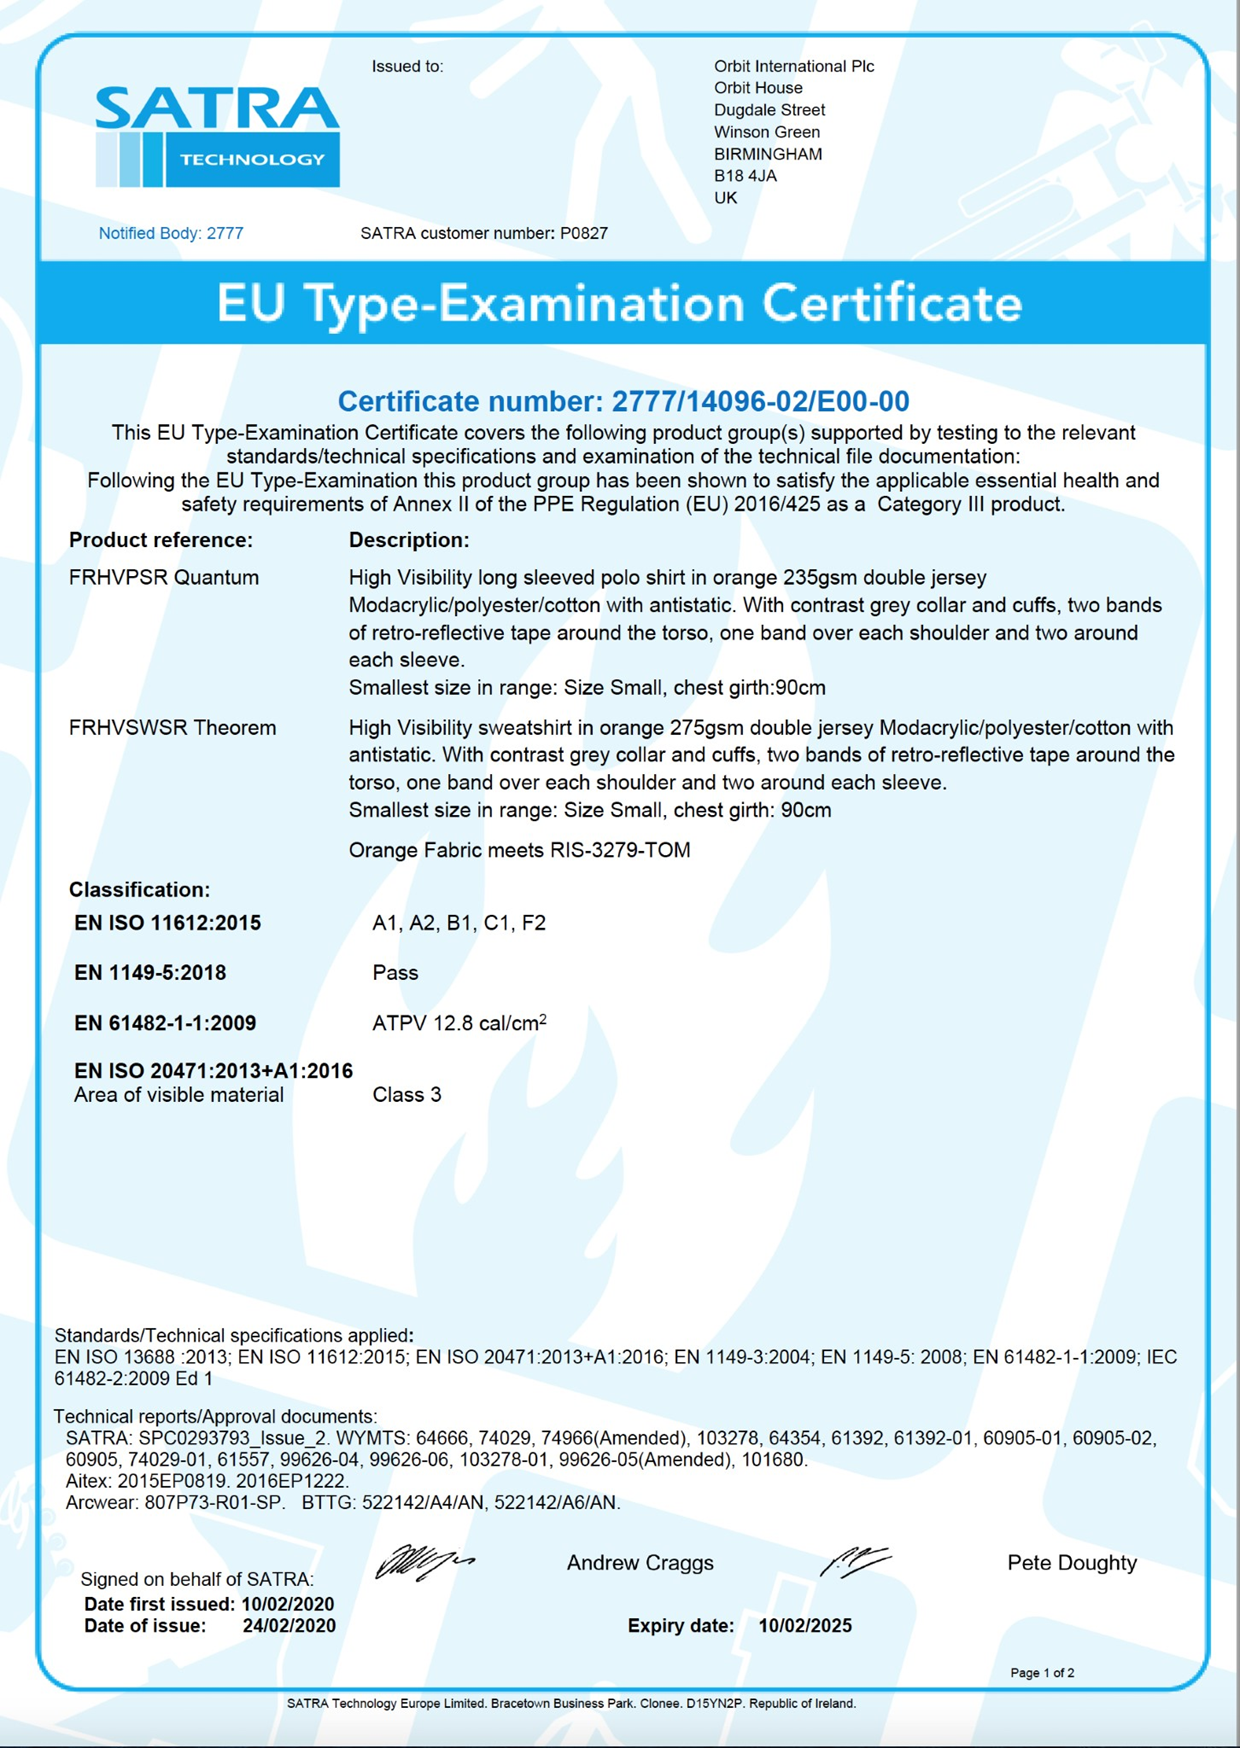 SATRA
TECHNOLOGY
Issued to:
Orbit International Plc
Orbit House
Dugdale Street
Winson Green
BIRMINGHAM
B18 4JA
UK
Notified Body: 2777
SATRA customer number: P0827
EU Type-Examination Certificate
Certificate number: 2777/14096-02/E00-00
This EU Type-Examination Certificate covers the following product group(s) supported by testing to the relevant
standards/technical specifications and examination of the technical file documentation:
Following the EU Type-Examination this product group has been shown to satisfy the applicable essential health and
safety requirements of Annex II of the PPE Regulation (EU) 2016/425 as a  Category III product.
Product reference: Description:
FRHVPSR Quantum High Visibility long sleeved polo shirt in orange 235gsm double jersey
Modacrylic/polyester/cotton with antistatic. With contrast grey collar and cuffs, two bands
of retro-reflective tape around the torso, one band over each shoulder and two around
each sleeve.
Smallest size in range: Size Small, chest girth:90cm
FRHVSWSR Theorem High Visibility sweatshirt in orange 275gsm double jersey Modacrylic/polyester/cotton with
antistatic. With contrast grey collar and cuffs, two bands of retro-reflective tape around the
torso, one band over each shoulder and two around each sleeve.
Smallest size in range: Size Small, chest girth: 90cm
Orange Fabric meets RIS-3279-TOM
Classification:
EN ISO 11612:2015 A1, A2, B1, C1, F2
EN 1149-5:2018 Pass
EN 61482-1-1:2009 ATPV 12.8 cal/cm²
EN ISO 20471:2013+A1:2016
Area of visible material Class 3
Standards/Technical specifications applied:
EN ISO 13688 :2013; EN ISO 11612:2015; EN ISO 20471:2013+A1:2016; EN 1149-3:2004; EN 1149-5: 2008; EN 61482-1-1:2009; IEC
61482-2:2009 Ed 1
Technical reports/Approval documents:
SATRA: SPC0293793_Issue_2. WYMTS: 64666, 74029, 74966(Amended), 103278, 64354, 61392, 61392-01, 60905-01, 60905-02,
60905, 74029-01, 61557, 99626-04, 99626-06, 103278-01, 99626-05(Amended), 101680.
Aitex: 2015EP0819. 2016EP1222.
Arcwear: 807P73-R01-SP. BTTG: 522142/A4/AN, 522142/A6/AN.
Signed on behalf of SATRA: Andrew Craggs Pete Doughty
Date first issued: 10/02/2020
Date of issue: 24/02/2020 Expiry date: 10/02/2025
Page 1 of 2
SATRA Technology Europe Limited. Bracetown Business Park. Clonee. D15YN2P. Republic of Ireland.